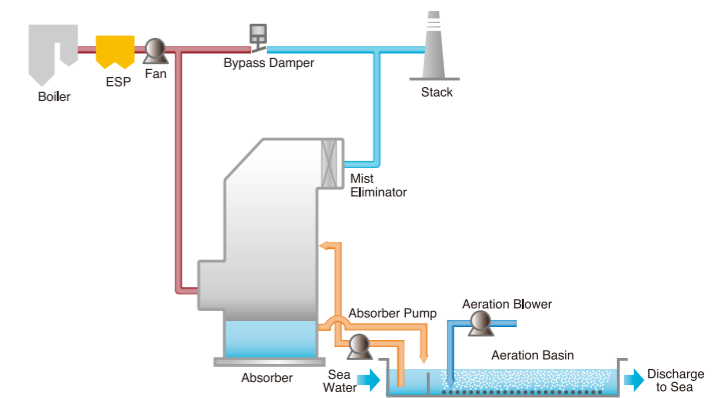 Boiler
ESP
Fan
Bypass Damper
Stack
Mist
Eliminator
Absorber Pump
Aeration Blower
Absorber
Sea
Water
Aeration Basin
Discharge
to Sea